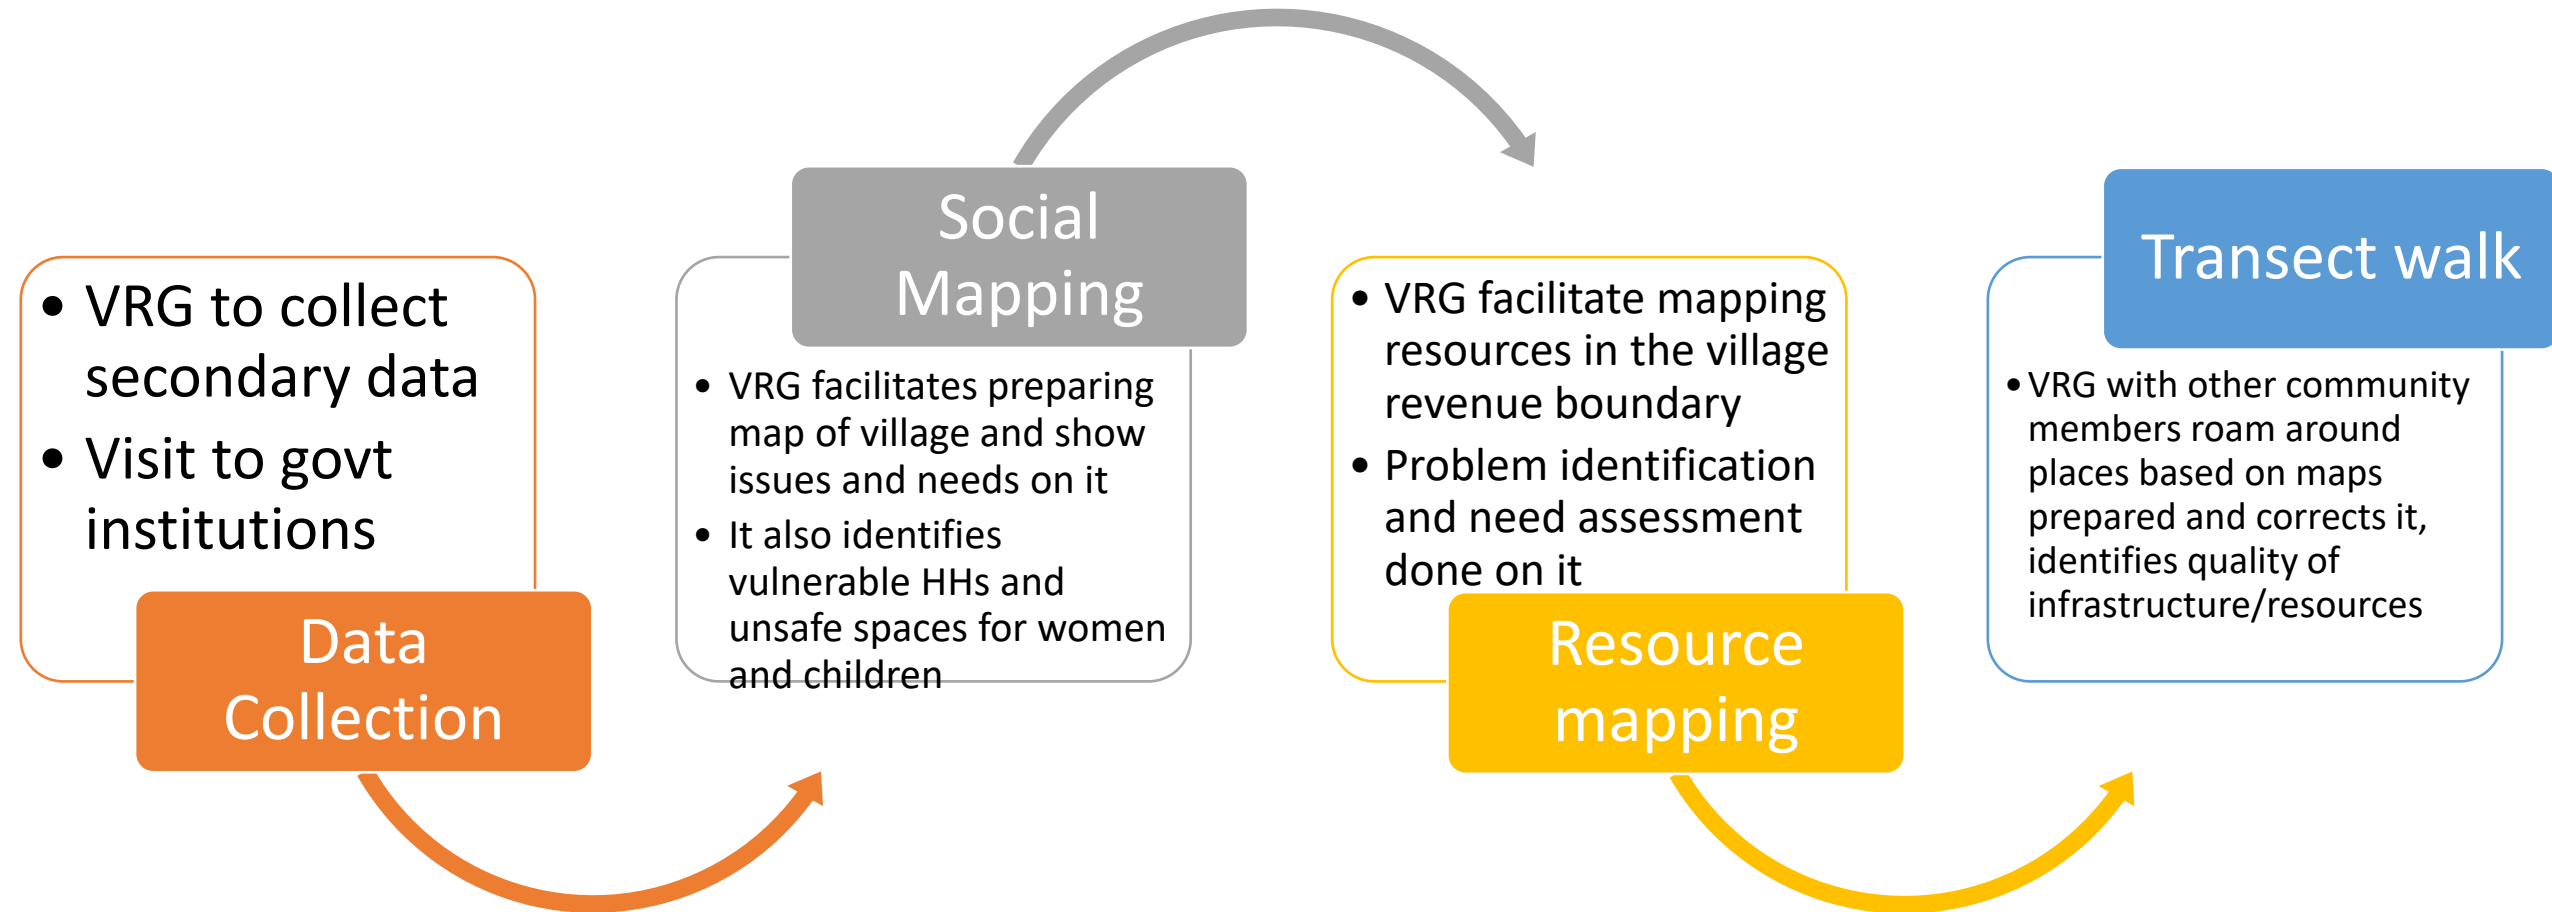 • VRG to collect
secondary data
• Visit to govt
institutions
Data
Collection
Social
Mapping
• VRG facilitates preparing
map of village and show
issues and needs on it
• It also identifies
vulnerable HHs and
unsafe spaces for women
and children
• VRG facilitate mapping
resources in the village
revenue boundary
• Problem identification
and need assessment
done on it
Resource
mapping
Transect walk
• VRG with other community
members roam around
places based on maps
prepared and corrects it,
identifies quality of
infrastructure/resources